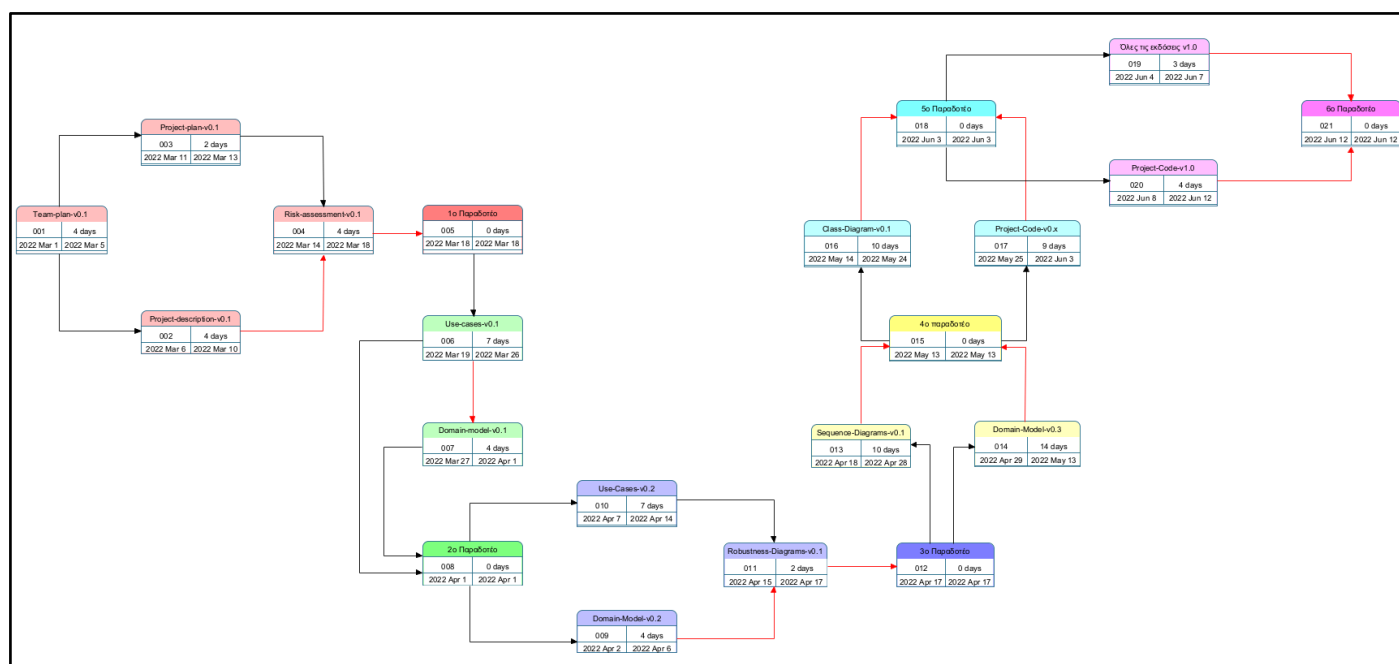 Team-plan-v0.1
001 4 days
2022 Mar 1 2022 Mar 5
Project-plan-v0.1
003 2 days
2022 Mar 11 2022 Mar 13
Project-description-v0.1
002 4 days
2022 Mar 6 2022 Mar 10
Risk-assessment-v0.1
004 4 days
2022 Mar 14 2022 Mar 18
1ο Παραδοτέο
005 0 days
2022 Mar 18 2022 Mar 18
Use-cases-v0.1
006 7 days
2022 Mar 19 2022 Mar 26
Domain-model-v0.1
007 4 days
2022 Mar 27 2022 Apr 1
2ο Παραδοτέο
008 0 days
2022 Apr 1 2022 Apr 1
Use-Cases-v0.2
010 7 days
2022 Apr 7 2022 Apr 14
Domain-Model-v0.2
009 4 days
2022 Apr 2 2022 Apr 6
Robustness-Diagrams-v0.1
011 2 days
2022 Apr 15 2022 Apr 17
3ο Παραδοτέο
012 0 days
2022 Apr 17 2022 Apr 17
Sequence-Diagrams-v0.1
013 10 days
2022 Apr 18 2022 Apr 28
Domain-Model-v0.3
014 14 days
2022 Apr 29 2022 May 13
4ο παραδοτέο
015 0 days
2022 May 13 2022 May 13
Class-Diagram-v0.1
016 10 days
2022 May 14 2022 May 24
Project-Code-v0.x
017 9 days
2022 May 25 2022 Jun 3
5ο Παραδοτέο
018 0 days
2022 Jun 3 2022 Jun 3
Όλες τις εκδόσεις v1.0
019 3 days
2022 Jun 4 2022 Jun 7
Project-Code-v1.0
020 4 days
2022 Jun 8 2022 Jun 12
6ο Παραδοτέο
021 0 days
2022 Jun 12 2022 Jun 12